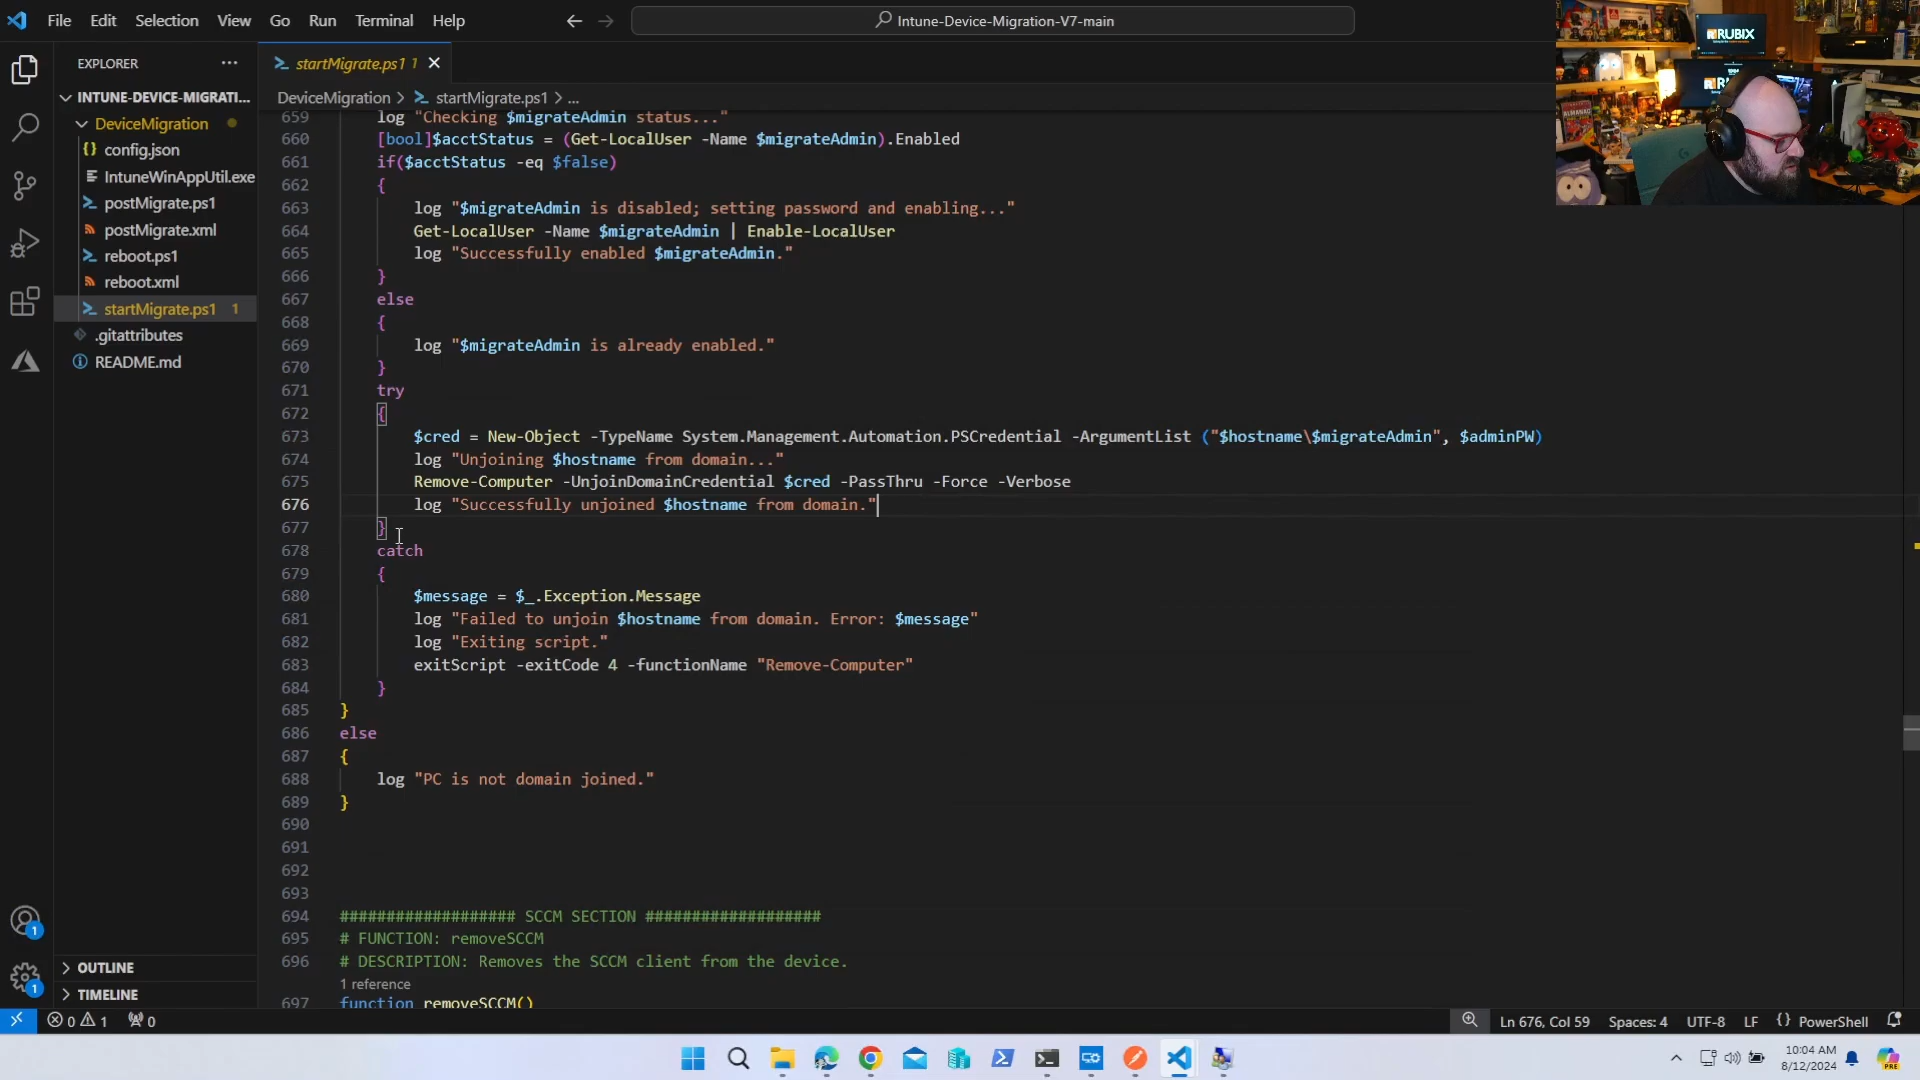 File Edit Selection View Go Run Terminal Help
Intune-Device-Migration-V7-main
EXPLORER
startMigrate.ps1 1
INTUNE-DEVICE-MIGRATI...
DeviceMigration > startMigrate.ps1 > ...
DeviceMigration
config.json
IntuneWinAppUtil.exe
postMigrate.ps1
postMigrate.xml
reboot.ps1
reboot.xml
startMigrate.ps1 1
.gitattributes
README.md
OUTLINE
TIMELINE
659 log "Checking $migrateAdmin status..."
660 [bool]$acctStatus = (Get-LocalUser -Name $migrateAdmin).Enabled
661 if($acctStatus -eq $false)
662 {
663 log "$migrateAdmin is disabled; setting password and enabling..."
664 Get-LocalUser -Name $migrateAdmin | Enable-LocalUser
665 log "Successfully enabled $migrateAdmin."
666 }
667 else
668 {
669 log "$migrateAdmin is already enabled."
670 }
671 try
672 {
673 $cred = New-Object -TypeName System.Management.Automation.PSCredential -ArgumentList ("$hostname\$migrateAdmin", $adminPW)
674 log "Unjoining $hostname from domain..."
675 Remove-Computer -UnjoinDomainCredential $cred -PassThru -Force -Verbose
676 log "Successfully unjoined $hostname from domain."
677 }
678 catch
679 {
680 $message = $_.Exception.Message
681 log "Failed to unjoin $hostname from domain. Error: $message"
682 log "Exiting script."
683 exitScript -exitCode 4 -functionName "Remove-Computer"
684 }
685 }
686 else
687 {
688 log "PC is not domain joined."
689 }
690
691
692
693
694 ################### SCCM SECTION ###################
695 # FUNCTION: removeSCCM
696 # DESCRIPTION: Removes the SCCM client from the device.
1 reference
697 function removeSCCM()
RUBIX
1
1
0 1 0
Ln 676, Col 59 Spaces: 4 UTF-8 LF {} PowerShell
10:04 AM
8/12/2024
PRE